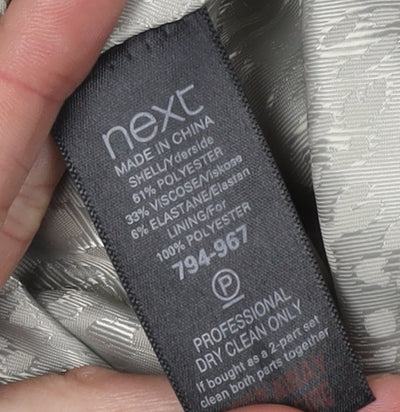 next
MADE IN CHINA
SHELL/Yderside
61% POLYESTER
33% VISCOSE/Viskose
6% ELASTANE/Elastan
LINING/For
100% POLYESTER
794-967
P
PROFESSIONAL
DRY CLEAN ONLY
If bought as a 2-part set
clean both parts together